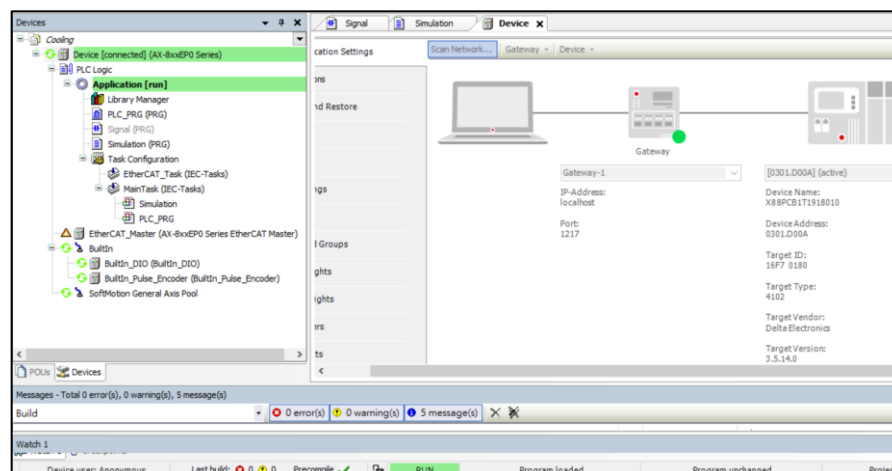 Devices
Cooling
Device [connected] (AX-8xxEP0 Series)
PLC Logic
Application [run]
Library Manager
PLC_PRG (PRG)
Signal (PRG)
Simulation (PRG)
Task Configuration
EtherCAT_Task (IEC-Tasks)
MainTask (IEC-Tasks)
Simulation
PLC_PRG
EtherCAT_Master (AX-8xxEP0 Series EtherCAT Master)
BuiltIn
BuiltIn_DIO (BuiltIn_DIO)
BuiltIn_Pulse_Encoder (BuiltIn_Pulse_Encoder)
SoftMotion General Axis Pool
POUs Devices
Signal Simulation Device
cation Settings
ons
nd Restore
ngs
d Groups
ghts
ights
ers
ts
Scan Network... Gateway Device
Gateway
Gateway-1
IP-Address:
localhost
Port:
1217
[0301.D00A] (active)
Device Name:
X88PCB1T1918010
Device Address:
0301.D00A
Target ID:
16F7 0180
Target Type:
4102
Target Vendor:
Delta Electronics
Target Version:
3.5.14.0
Messages - Total 0 error(s), 0 warning(s), 5 message(s)
Build 0 error(s) 0 warning(s) 5 message(s)
Watch 1
Device user: Anonymous Last build: 0 0 Precompile RUN Program loaded Program unchanged Proje